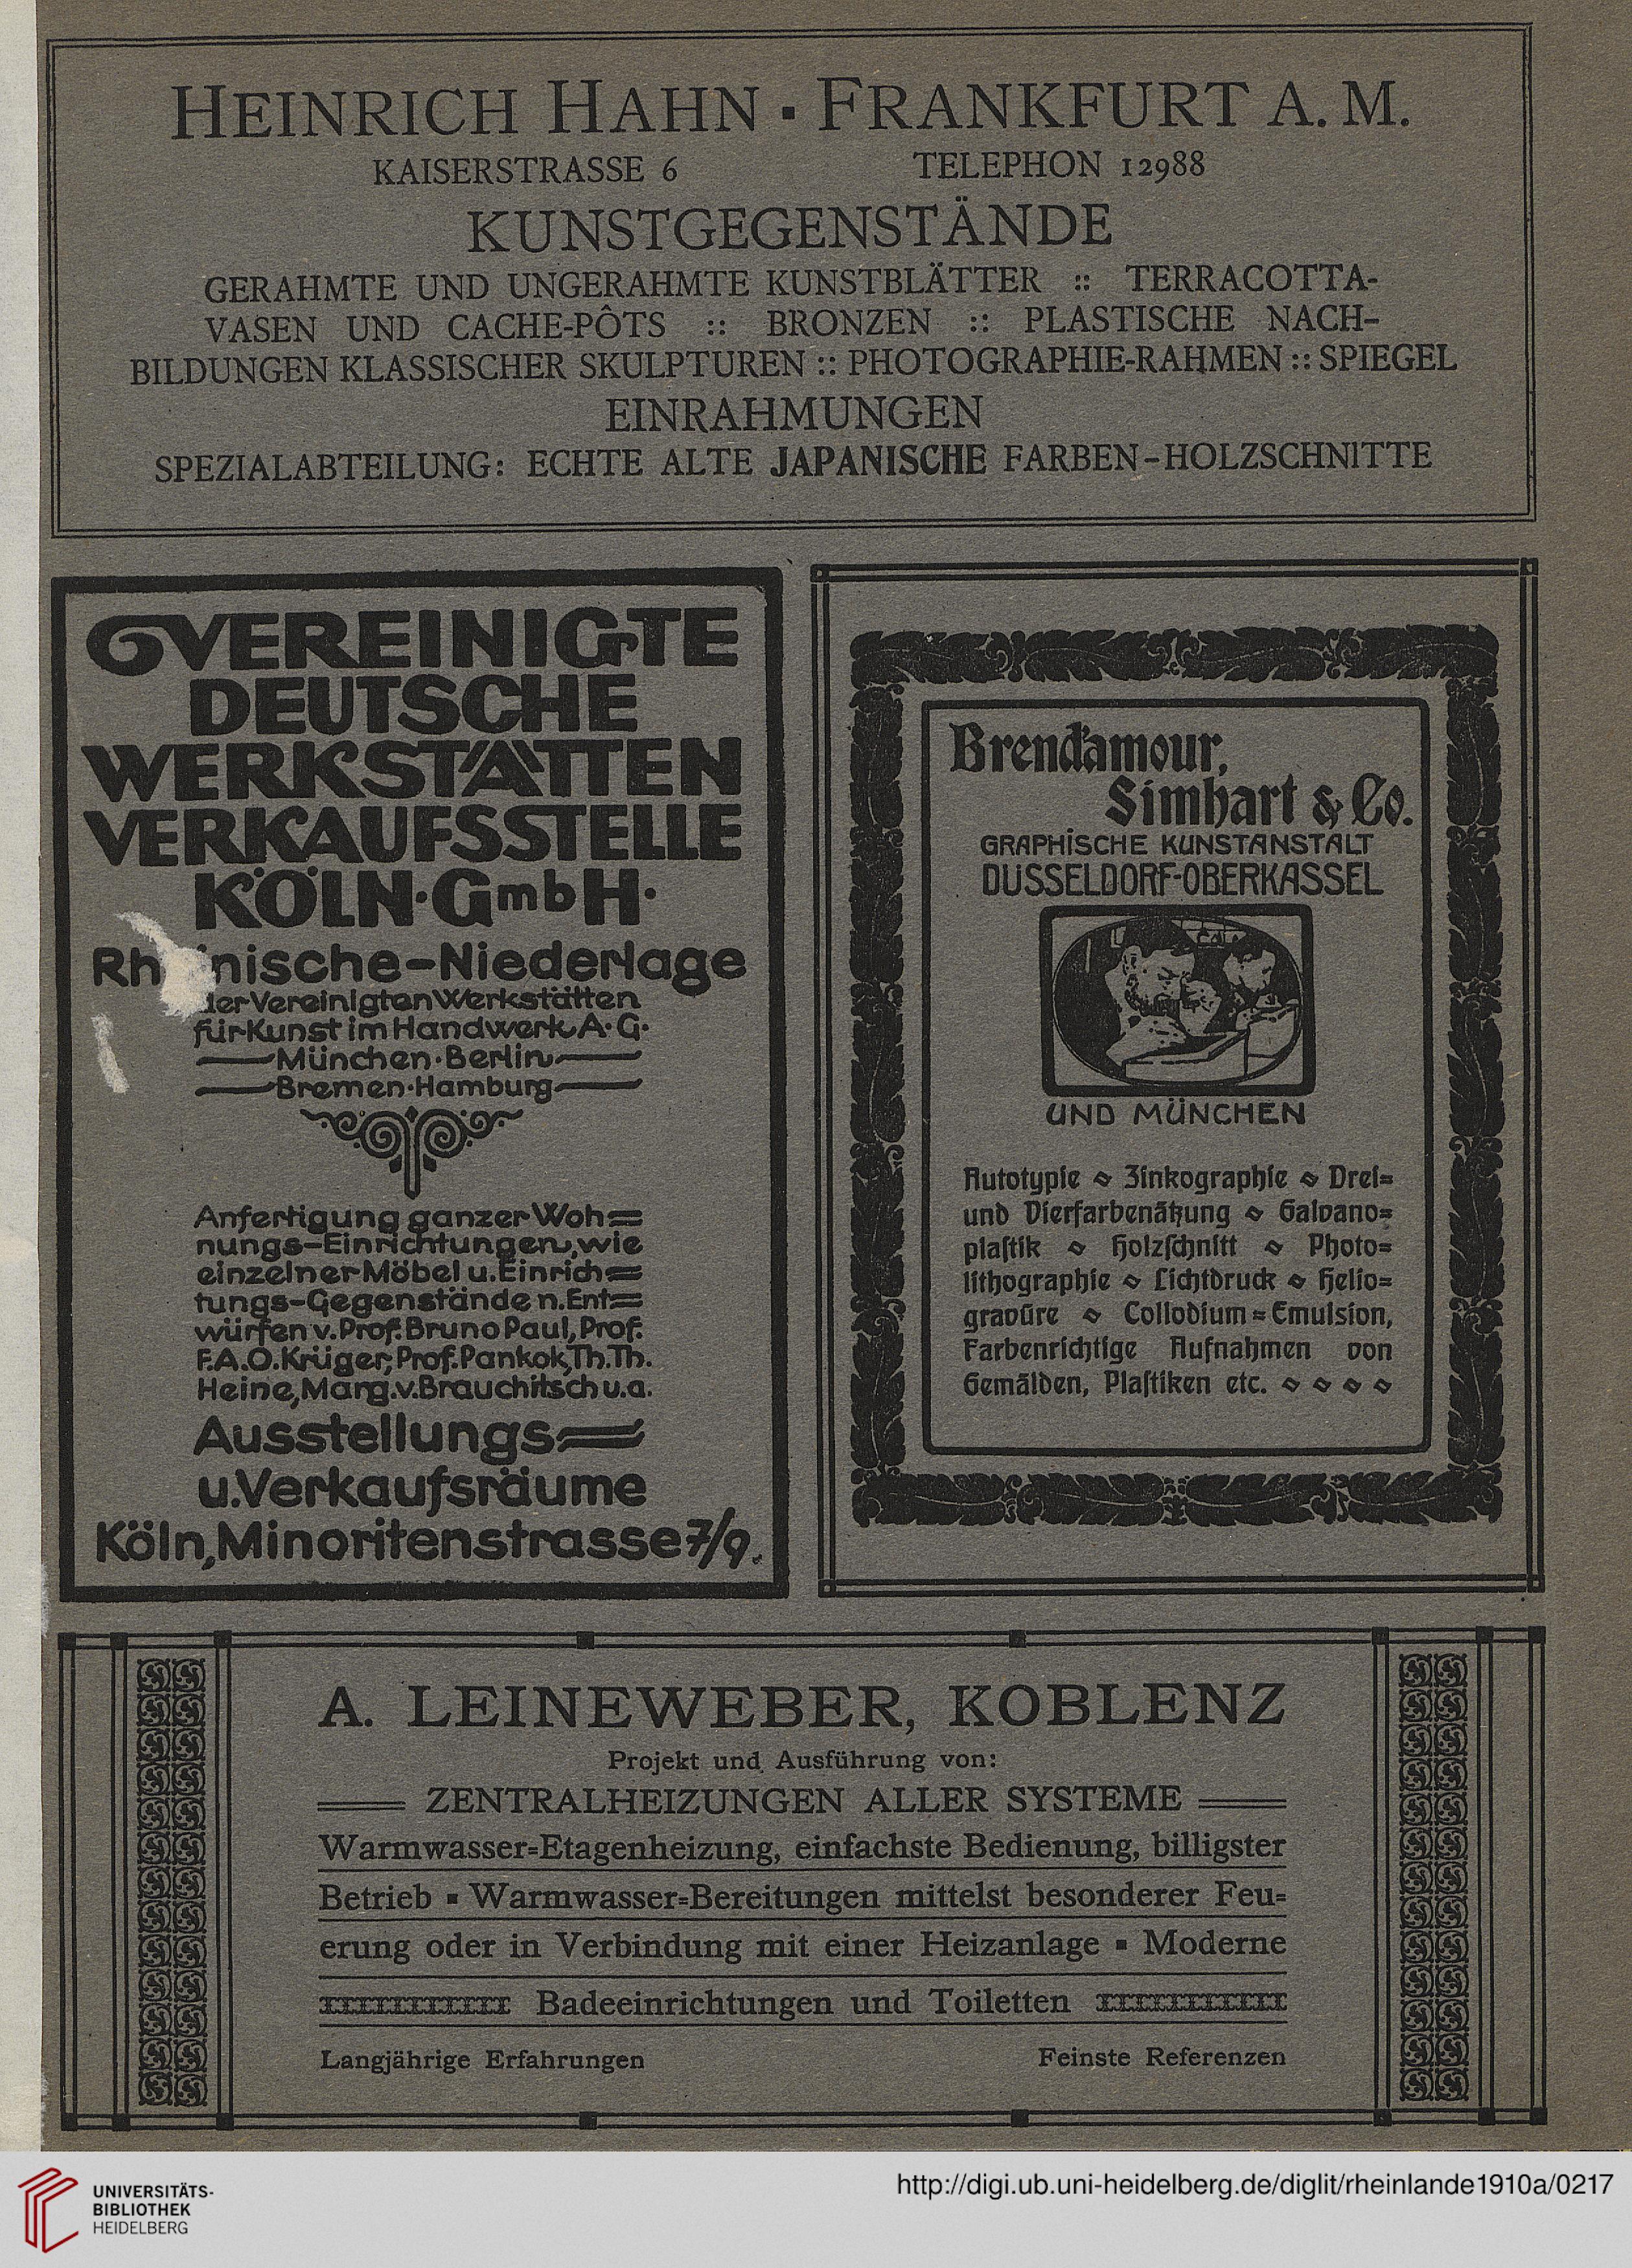 HEINRICH HAHN ▪ FRANKFURT A. M.
KAISERSTRASSE 6 TELEPHON 12988
KUNSTGEGENSTÄNDE
GERAHMTE UND UNGERAHMTE KUNSTBLÄTTER :: TERRACOTTA-
VASEN UND CACHE-PÔTS :: BRONZEN :: PLASTISCHE NACH-
BILDUNGEN KLASSISCHER SKULPTUREN :: PHOTOGRAPHIE-RAHMEN :: SPIEGEL
EINRAHMUNGEN
SPEZIALABTEILUNG: ECHTE ALTE JAPANISCHE FARBEN-HOLZSCHNITTE
VEREINIGTE
DEUTSCHE
WERKSTÄTTEN
VERKAUFSSTELLE
KÖLN·GmbH·
Rh nische-Niederlage
der Vereinigten Werkstätten
für Kunst im Handwerk A·G·
München·Berlin
Bremen·Hamburg
Anfertigung ganzer Woh=
nungs-Einrichtungen, wie
einzelner Möbel u. Einrich=
tungs-Gegenstände n. Ent=
würfen v. Prof. Bruno Paul, Prof.
F.A.O. Krüger, Prof. Pankok, Th. Th.
Heine, Marg. v. Brauchitsch u.a.
Ausstellungs=
u. Verkaufsräume
Köln, Minoritenstrasse 7/9.
Brend'amour,
Simhart & Co.
GRAPHISCHE KUNSTANSTALT
DÜSSELDORF-OBERKASSEL
UND MÜNCHEN
Autotypie ⋄ Zinkographie ⋄ Drei=
und Vierfarbenätzung ⋄ Galvano=
plastik ⋄ Holzschnitt ⋄ Photo=
lithographie ⋄ Lichtdruck ⋄ Helio=
gravüre ⋄ Collodium=Emulsion,
Farbenrichtige Aufnahmen von
Gemälden, Plastiken etc. ⋄ ⋄ ⋄ ⋄
A. LEINEWEBER, KOBLENZ
Projekt und Ausführung von:
ZENTRALHEIZUNGEN ALLER SYSTEME
Warmwasser=Etagenheizung, einfachste Bedienung, billigster
Betrieb ▪ Warmwasser=Bereitungen mittelst besonderer Feu=
erung oder in Verbindung mit einer Heizanlage ▪ Moderne
Badeeinrichtungen und Toiletten
Langjährige Erfahrungen Feinste Referenzen
UNIVERSITÄTS-
BIBLIOTHEK
HEIDELBERG
http://digi.ub.uni-heidelberg.de/diglit/rheinlande1910a/0217